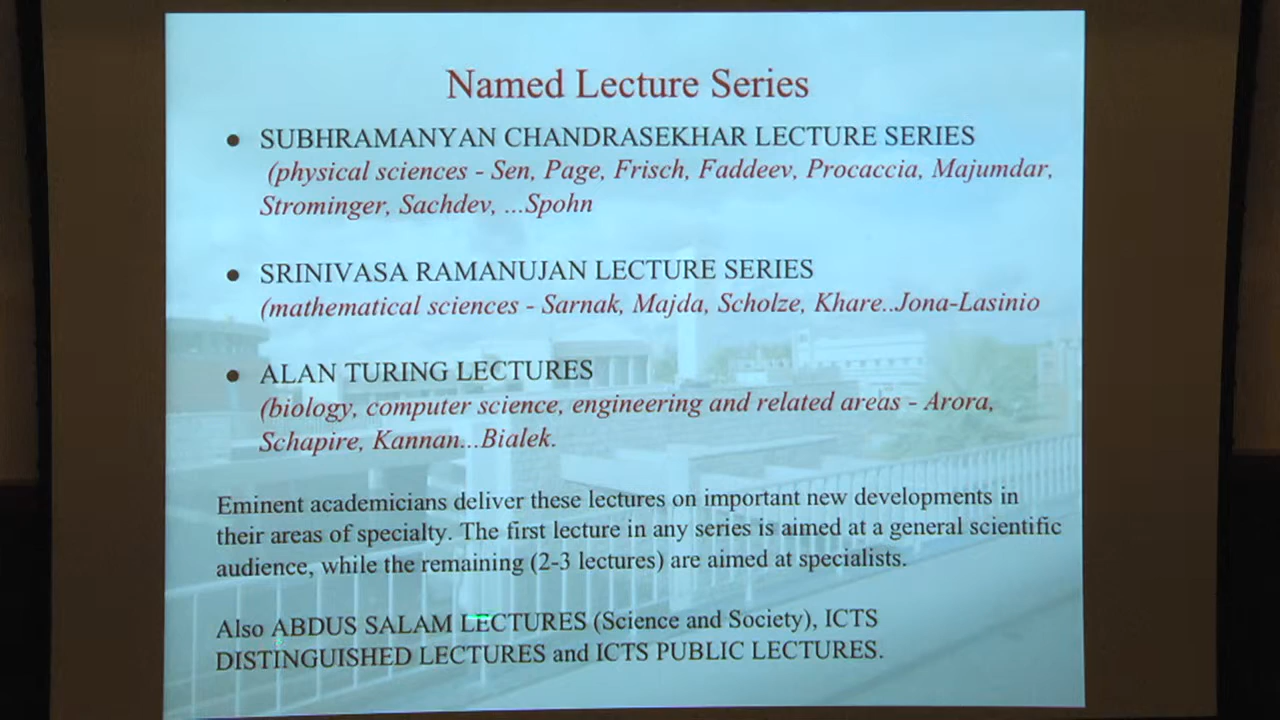 Named Lecture Series
• SUBHRAMANYAN CHANDRASEKHAR LECTURE SERIES
(physical sciences - Sen, Page, Frisch, Faddeev, Procaccia, Majumdar,
Strominger, Sachdev, ...Spohn
• SRINIVASA RAMANUJAN LECTURE SERIES
(mathematical sciences - Sarnak, Majda, Scholze, Khare..Jona-Lasinio
• ALAN TURING LECTURES
(biology, computer science, engineering and related areas - Arora,
Schapire, Kannan...Bialek.
Eminent academicians deliver these lectures on important new developments in
their areas of specialty. The first lecture in any series is aimed at a general scientific
audience, while the remaining (2-3 lectures) are aimed at specialists.
Also ABDUS SALAM LECTURES (Science and Society), ICTS
DISTINGUISHED LECTURES and ICTS PUBLIC LECTURES.